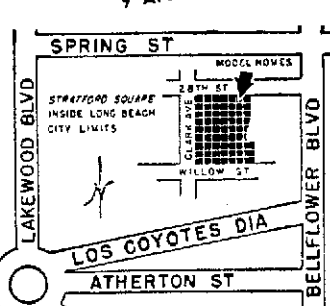 SPRING ST
MODEL HOMES
28TH ST
STRATFORD SQUARE
INSIDE LONG BEACH
CITY LIMITS
CLARK AVE
LAKEWOOD BLVD
BELLFLOWER BLVD
WILLOW ST
N
LOS COYOTES DIA
ATHERTON ST